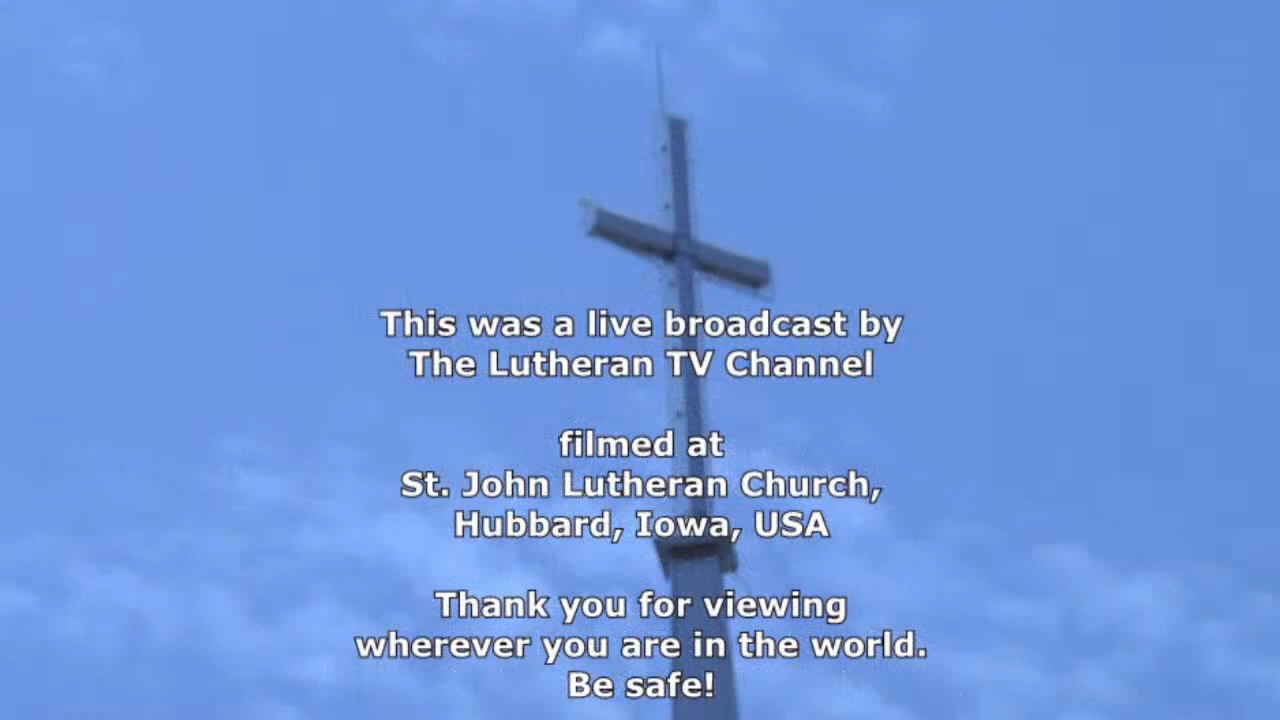 This was a live broadcast by
The Lutheran TV Channel
filmed at
St. John Lutheran Church,
Hubbard, Iowa, USA
Thank you for viewing
wherever you are in the world.
Be safe!